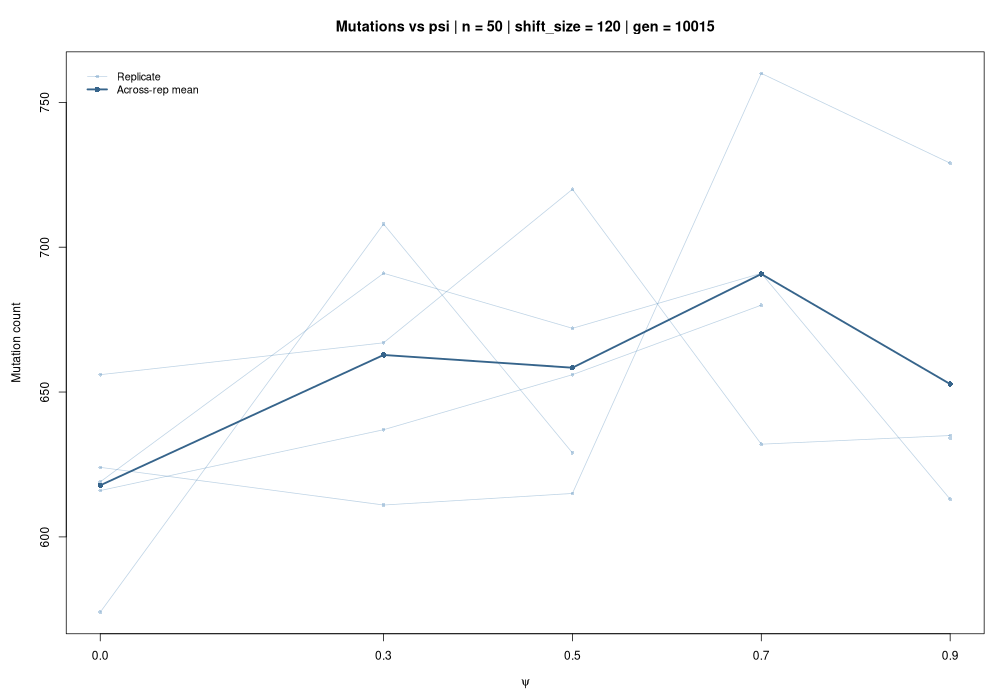 Mutations vs psi | n = 50 | shift_size = 120 | gen = 10015
Replicate
Across-rep mean
750
700
650
600
Mutation count
0.0
0.3
0.5
0.7
0.9
ψ